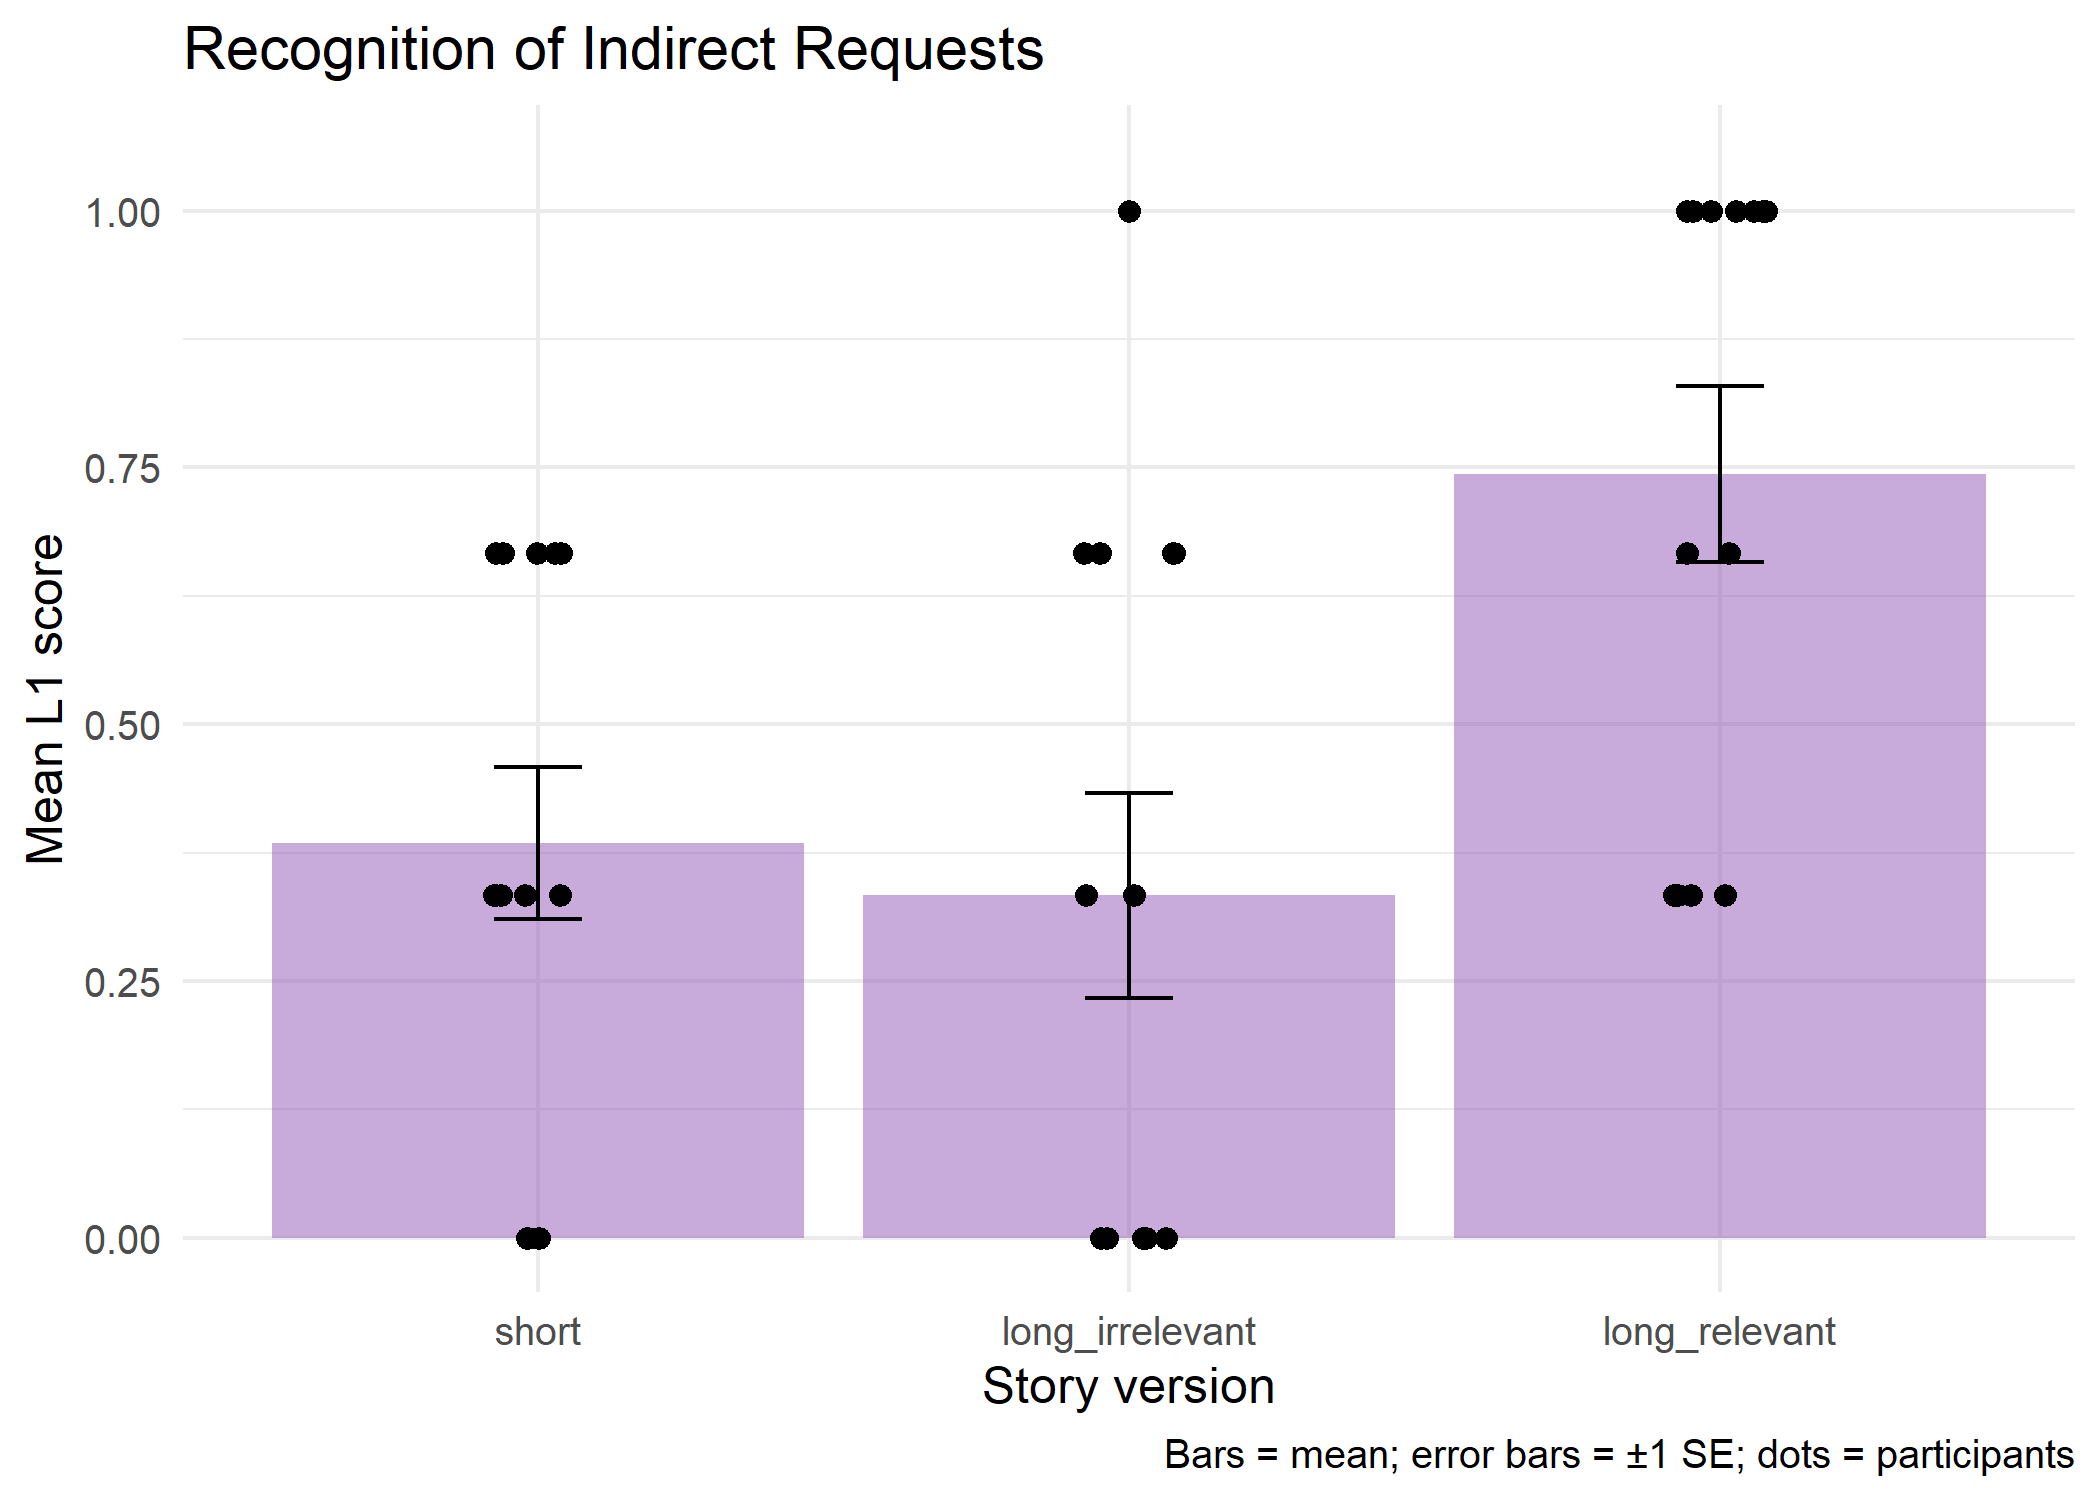 Recognition of Indirect Requests
Mean L1 score
1.00
0.75
0.50
0.25
0.00
short
long_irrelevant
long_relevant
Story version
Bars = mean; error bars = ±1 SE; dots = participants